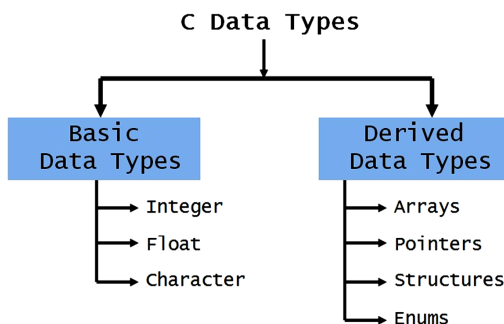 C Data Types
Basic
Data Types
Integer
Float
Character
Derived
Data Types
Arrays
Pointers
Structures
Enums